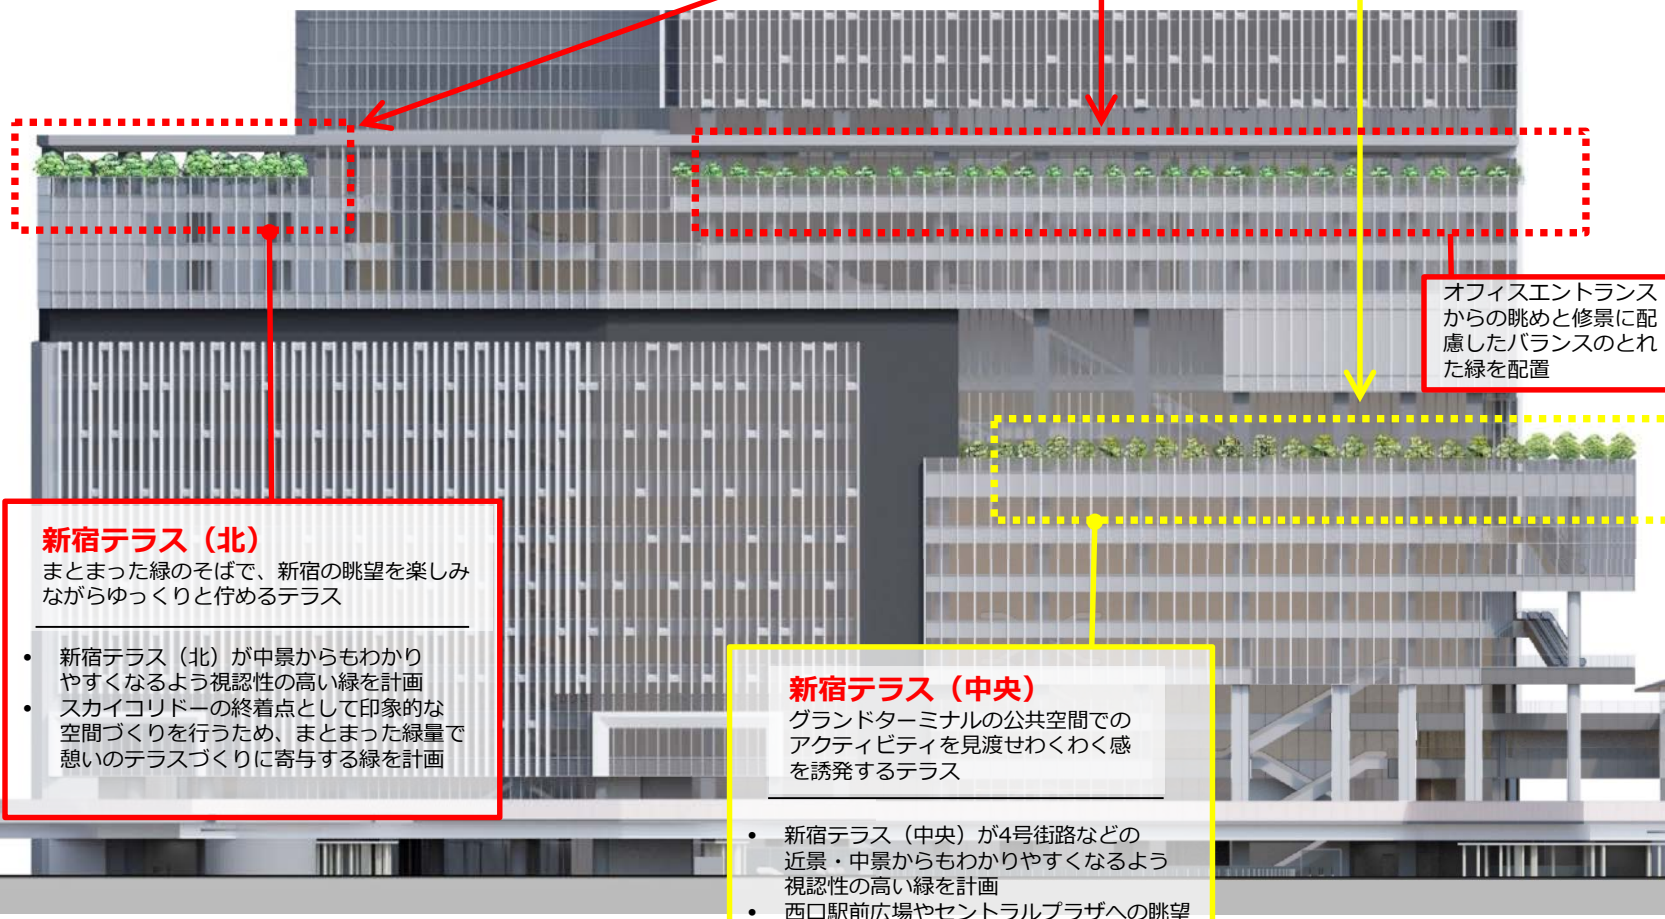 オフィスエントランス
からの眺めと修景に配
慮したバランスのとれ
た緑を配置
新宿テラス（北）
まとまった緑のそばで、新宿の眺望を楽しみ
ながらゆっくりと佇めるテラス
• 新宿テラス（北）が中景からもわかり
やすくなるよう視認性の高い緑を計画
• スカイコリドーの終着点として印象的な
空間づくりを行うため、まとまった緑量で
憩いのテラスづくりに寄与する緑を計画
新宿テラス（中央）
グランドターミナルの公共空間での
アクティビティを見渡せわくわく感
を誘発するテラス
• 新宿テラス（中央）が4号街路などの
近景・中景からもわかりやすくなるよう
視認性の高い緑を計画
• 西口駅前広場やセントラルプラザへの眺望